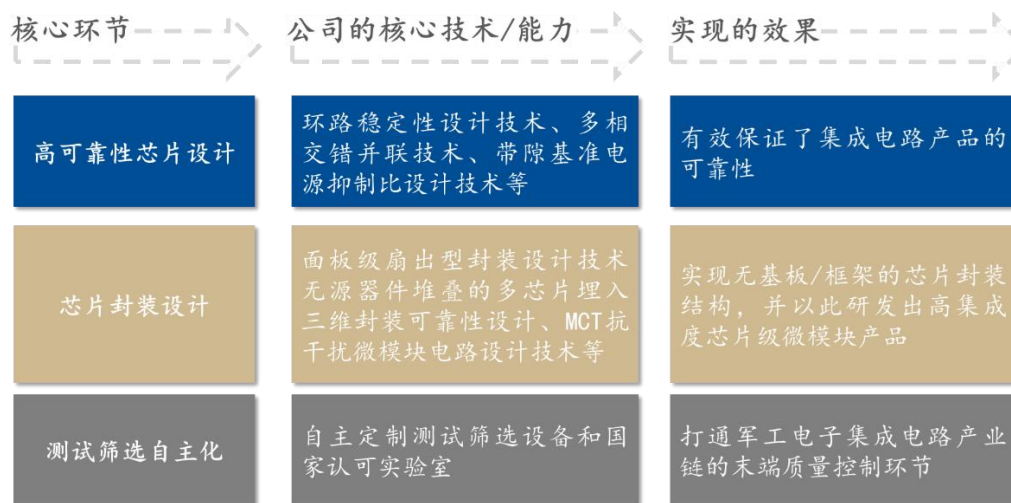 核心环节
公司的核心技术/能力
实现的效果
高可靠性芯片设计
环路稳定性设计技术、多相
交错并联技术、带隙基准电
源抑制比设计技术等
有效保证了集成电路产品的
可靠性
芯片封装设计
面板级扇出型封装设计技术
无源器件堆叠的多芯片埋入
三维封装可靠性设计、MCT抗
干扰微模块电路设计技术等
实现无基板/框架的芯片封装
结构，并以此研发出高集成
度芯片级微模块产品
测试筛选自主化
自主定制测试筛选设备和国
家认可实验室
打通军工电子集成电路产业
链的末端质量控制环节